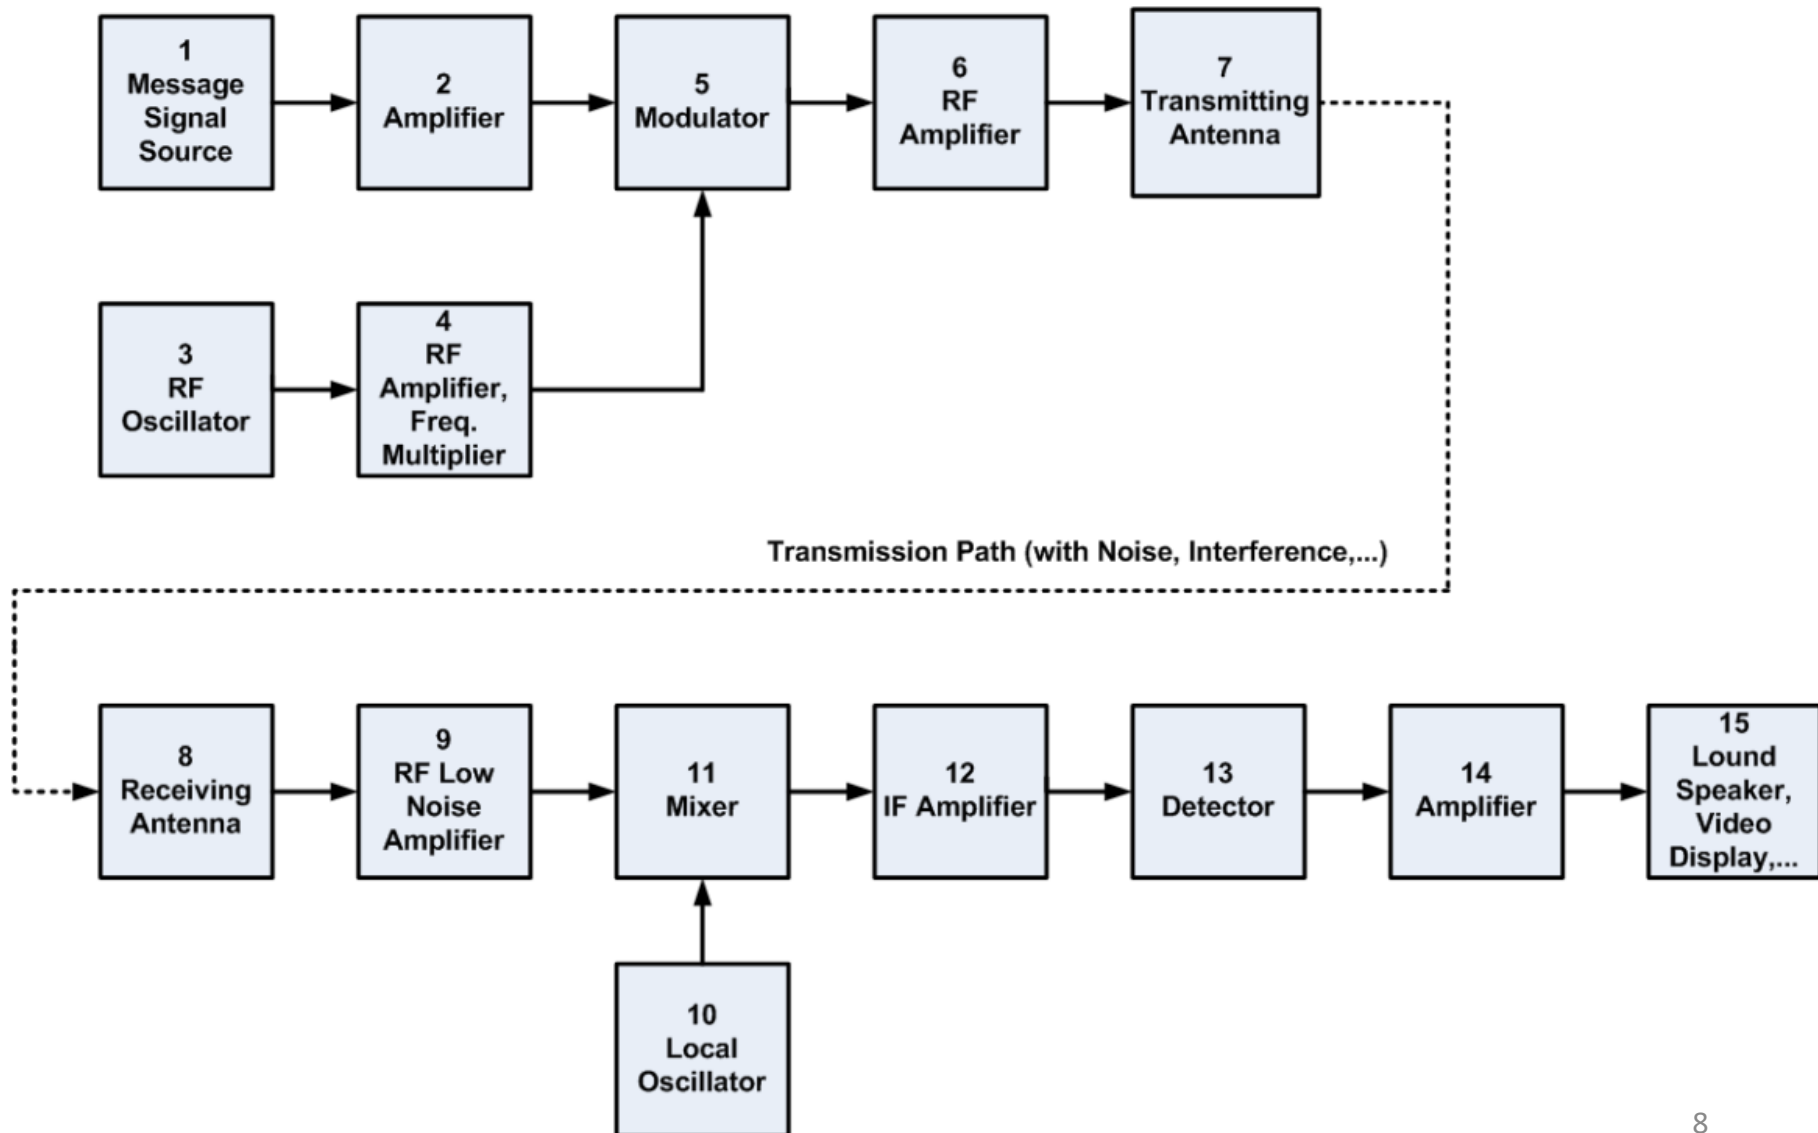 1
Message
Signal
Source
2
Amplifier
5
Modulator
6
RF
Amplifier
7
Transmitting
Antenna
3
RF
Oscillator
4
RF
Amplifier,
Freq.
Multiplier
Transmission Path (with Noise, Interference,...)
8
Receiving
Antenna
9
RF Low
Noise
Amplifier
11
Mixer
12
IF Amplifier
13
Detector
14
Amplifier
15
Lound
Speaker,
Video
Display,...
10
Local
Oscillator
8